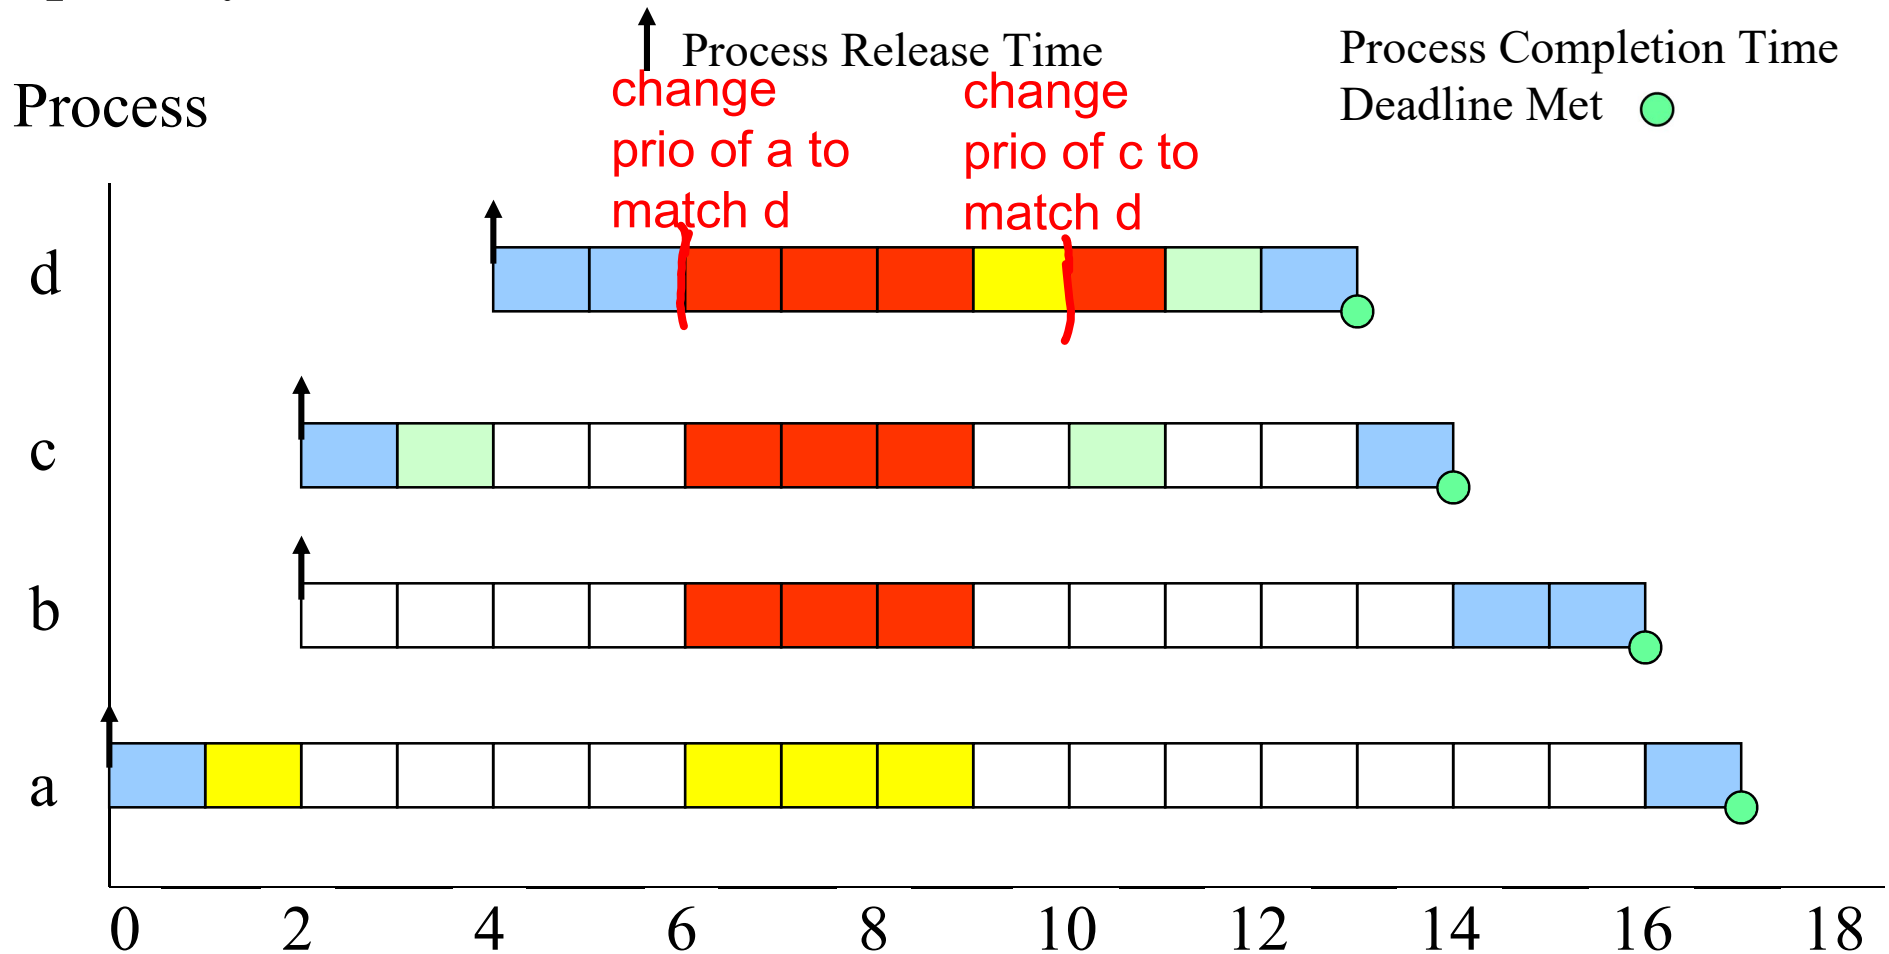 Process Release Time
Process Completion Time
Deadline Met
Process
change
prio of a to
match d
change
prio of c to
match d
d
c
b
a
0 2 4 6 8 10 12 14 16 18